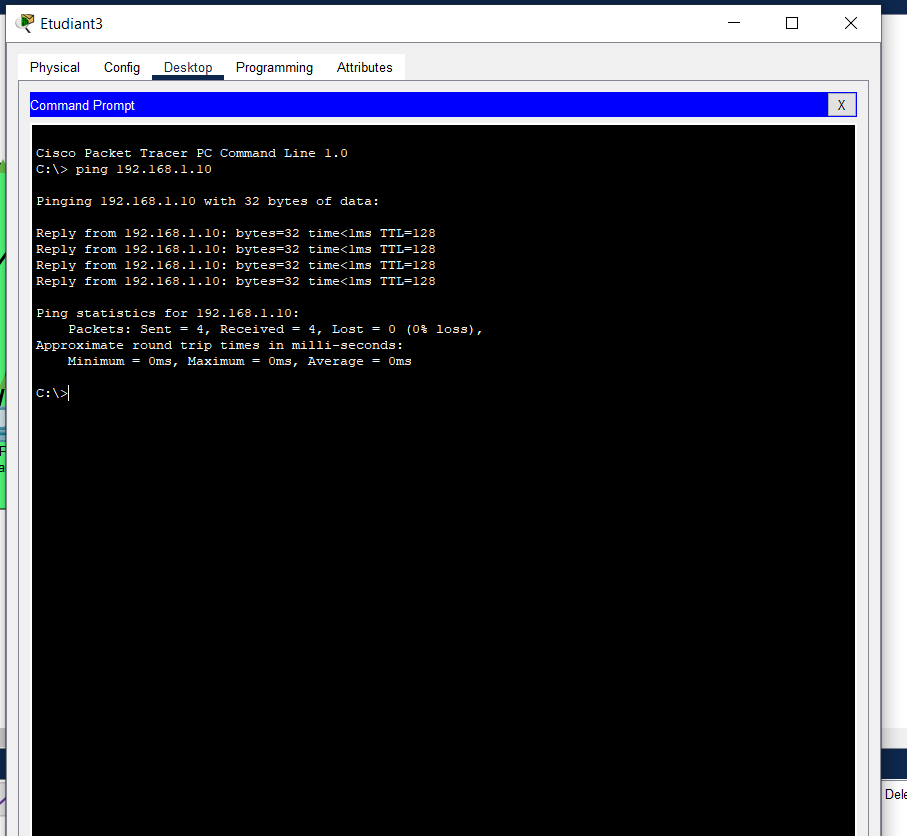 Etudiant3
Physical Config Desktop Programming Attributes
Command Prompt X
Cisco Packet Tracer PC Command Line 1.0
C:\> ping 192.168.1.10
Pinging 192.168.1.10 with 32 bytes of data:
Reply from 192.168.1.10: bytes=32 time<1ms TTL=128
Reply from 192.168.1.10: bytes=32 time<1ms TTL=128
Reply from 192.168.1.10: bytes=32 time<1ms TTL=128
Reply from 192.168.1.10: bytes=32 time<1ms TTL=128
Ping statistics for 192.168.1.10:
Packets: Sent = 4, Received = 4, Lost = 0 (0% loss),
Approximate round trip times in milli-seconds:
Minimum = 0ms, Maximum = 0ms, Average = 0ms
C:\>